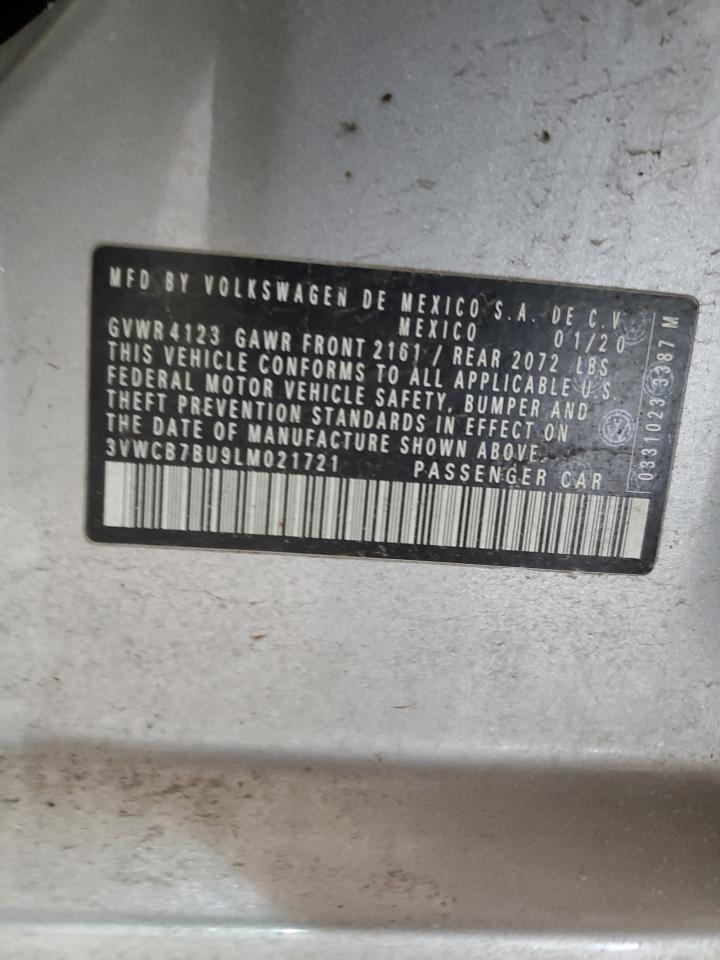 MFD BY VOLKSWAGEN DE MEXICO S.A. DE C.V
MEXICO 01/20
GVWR 4123 GAWR FRONT 2161 / REAR 2072 LBS
THIS VEHICLE CONFORMS TO ALL APPLICABLE U.S.
FEDERAL MOTOR VEHICLE SAFETY, BUMPER AND
THEFT PREVENTION STANDARDS IN EFFECT ON
THE DATE OF MANUFACTURE SHOWN ABOVE.
3VWCB7BU9LM021721 PASSENGER CAR
0331023 3387 M